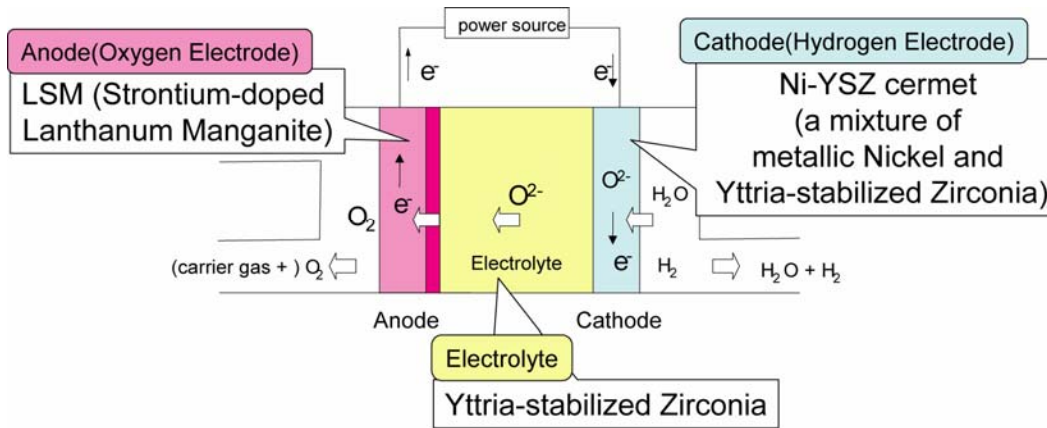 power source
Anode(Oxygen Electrode)
LSM (Strontium-doped
Lanthanum Manganite)
Cathode(Hydrogen Electrode)
Ni-YSZ cermet
(a mixture of
metallic Nickel and
Yttria-stabilized Zirconia)
e⁻
e⁻
O₂
e⁻
O²⁻
O²⁻
H₂O
(carrier gas + ) O₂
Electrolyte
e⁻
H₂
H₂O + H₂
Anode
Cathode
Electrolyte
Yttria-stabilized Zirconia